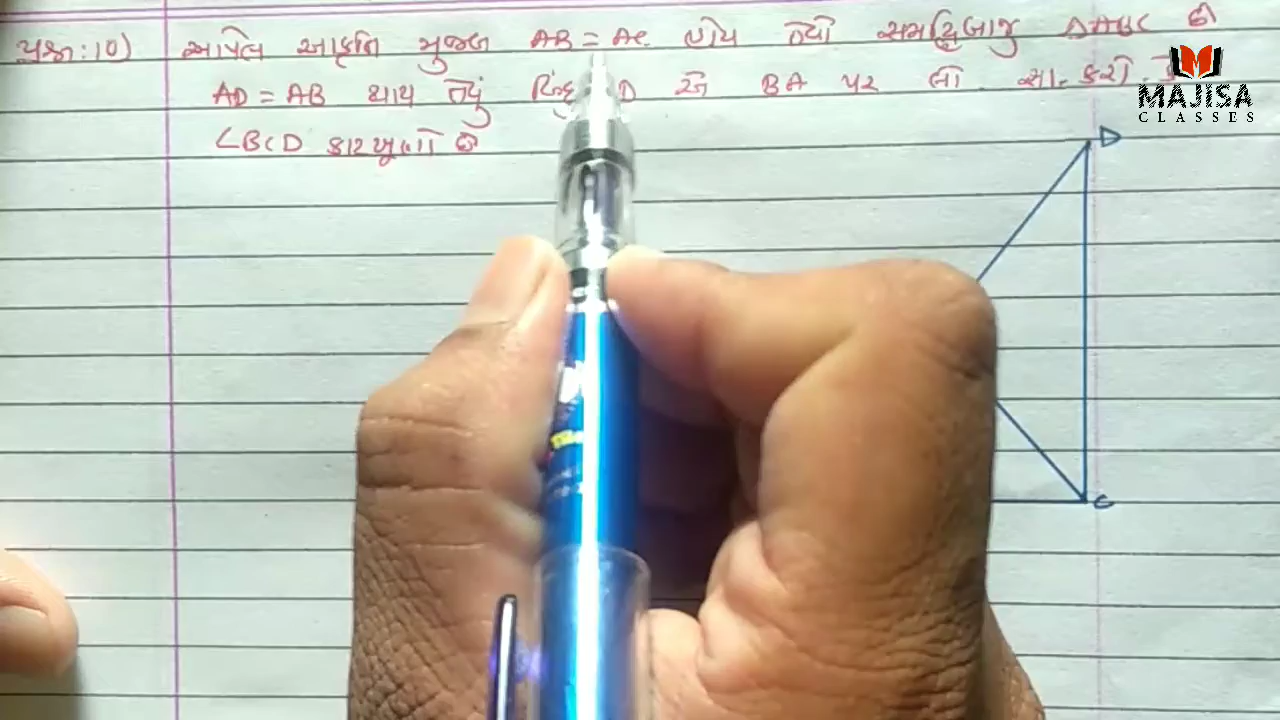 પ્રશ્ન:10) આપેલ આકૃતિ મુજબ AB = AC હોય તેવો સમદ્વિબાજુ ΔABC છે
AD = AB થાય તેવું બિંદુ D એ BA પર લો. સા. કરો. કે
∠BCD કાટખૂણો છે
MAJISA
CLASSES
D
C